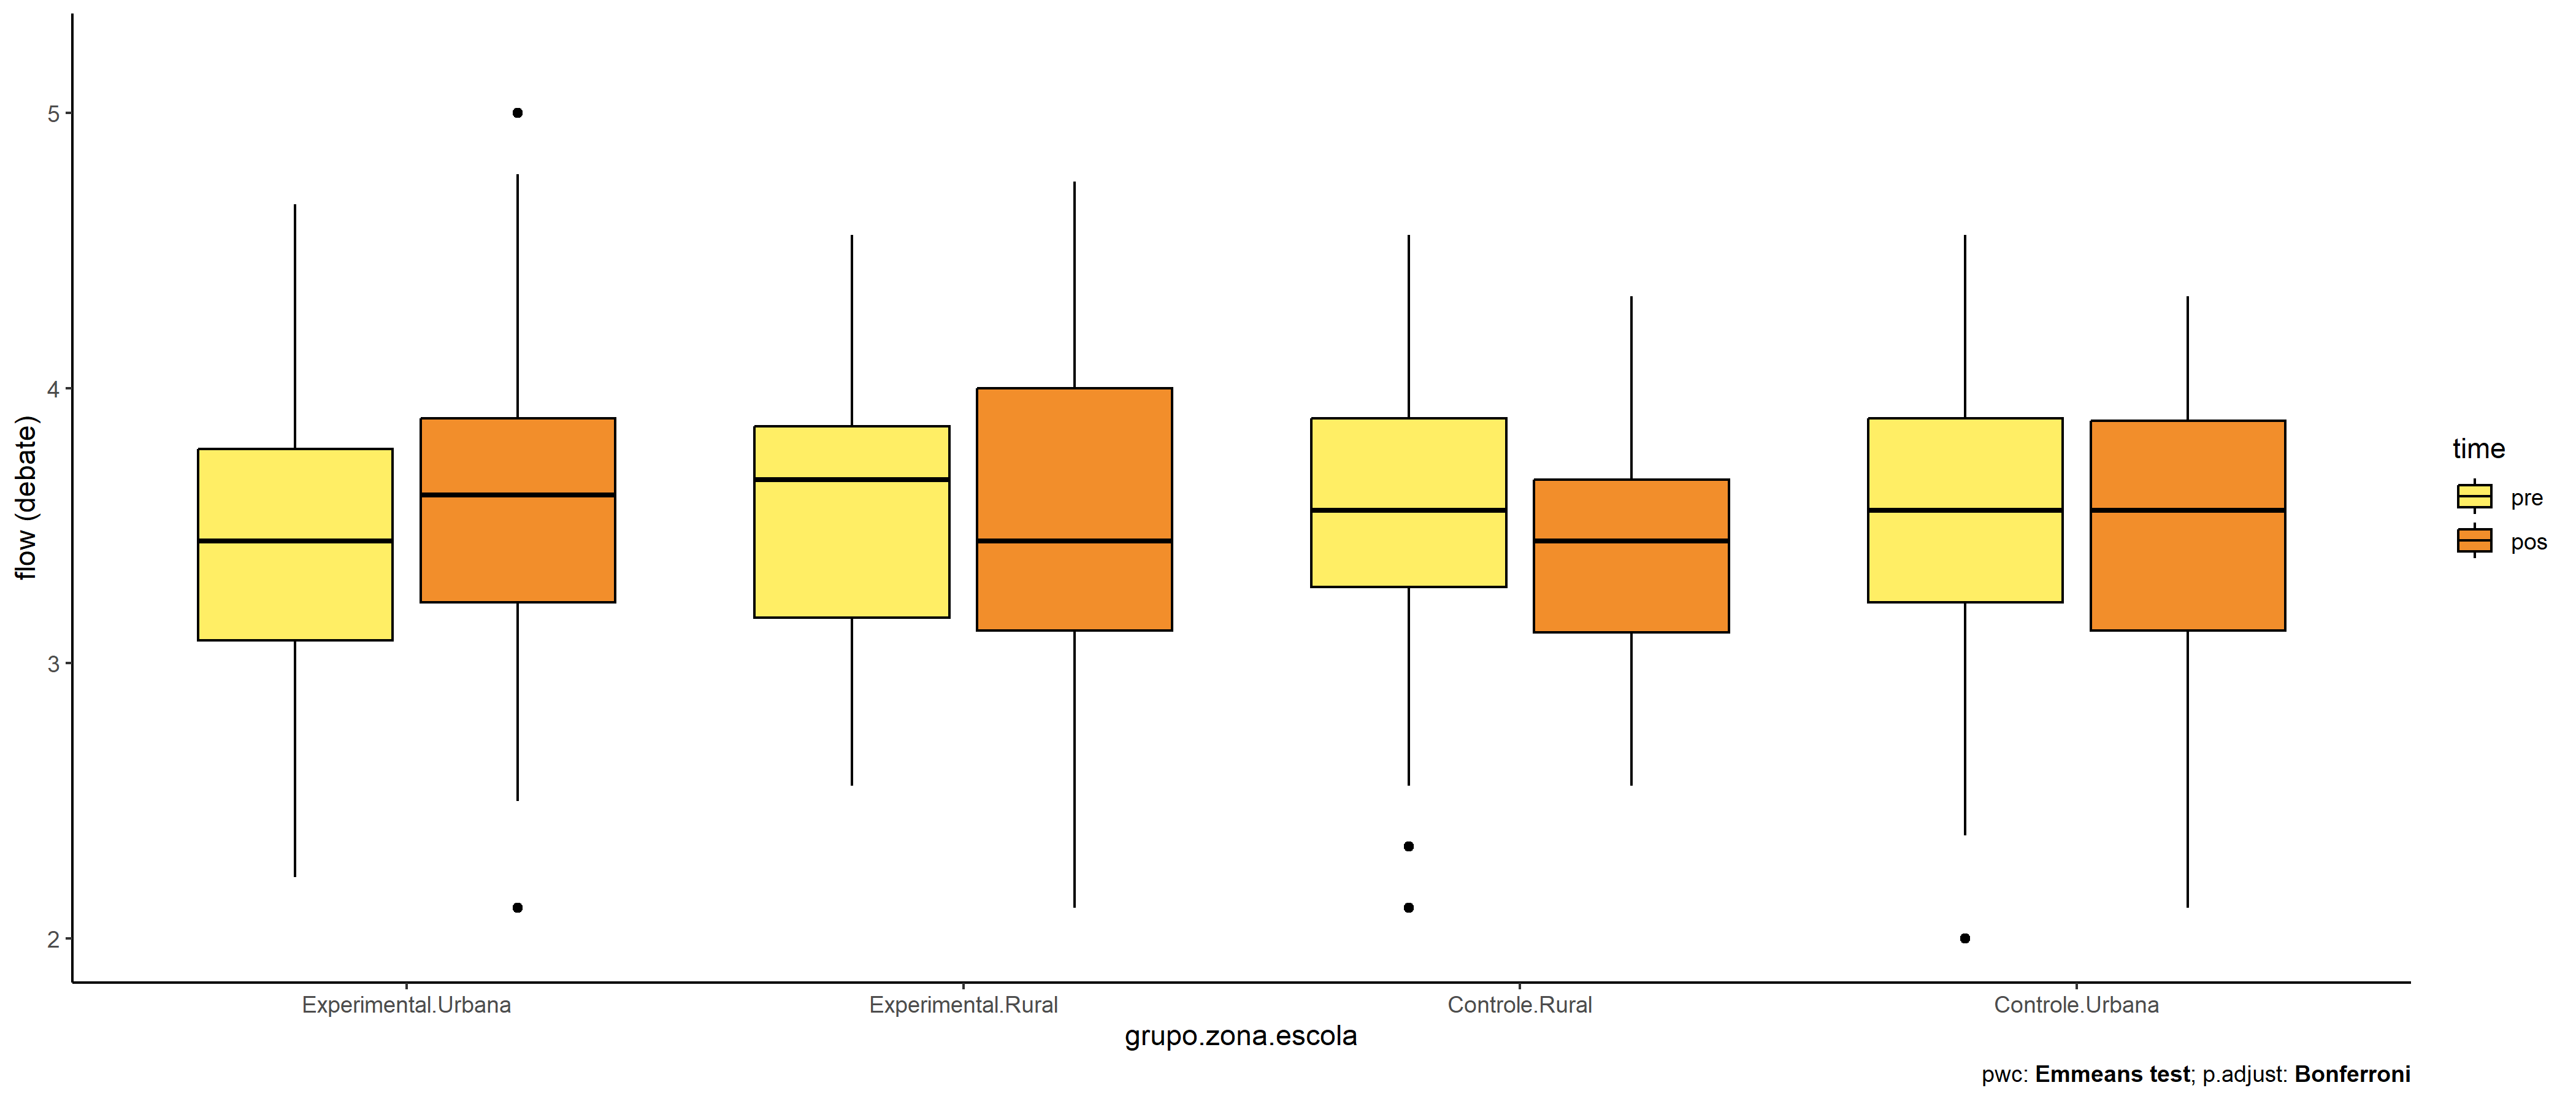 flow (debate)
5
4
3
2
Experimental.Urbana
Experimental.Rural
Controle.Rural
Controle.Urbana
grupo.zona.escola
time
pre
pos
pwc: Emmeans test; p.adjust: Bonferroni